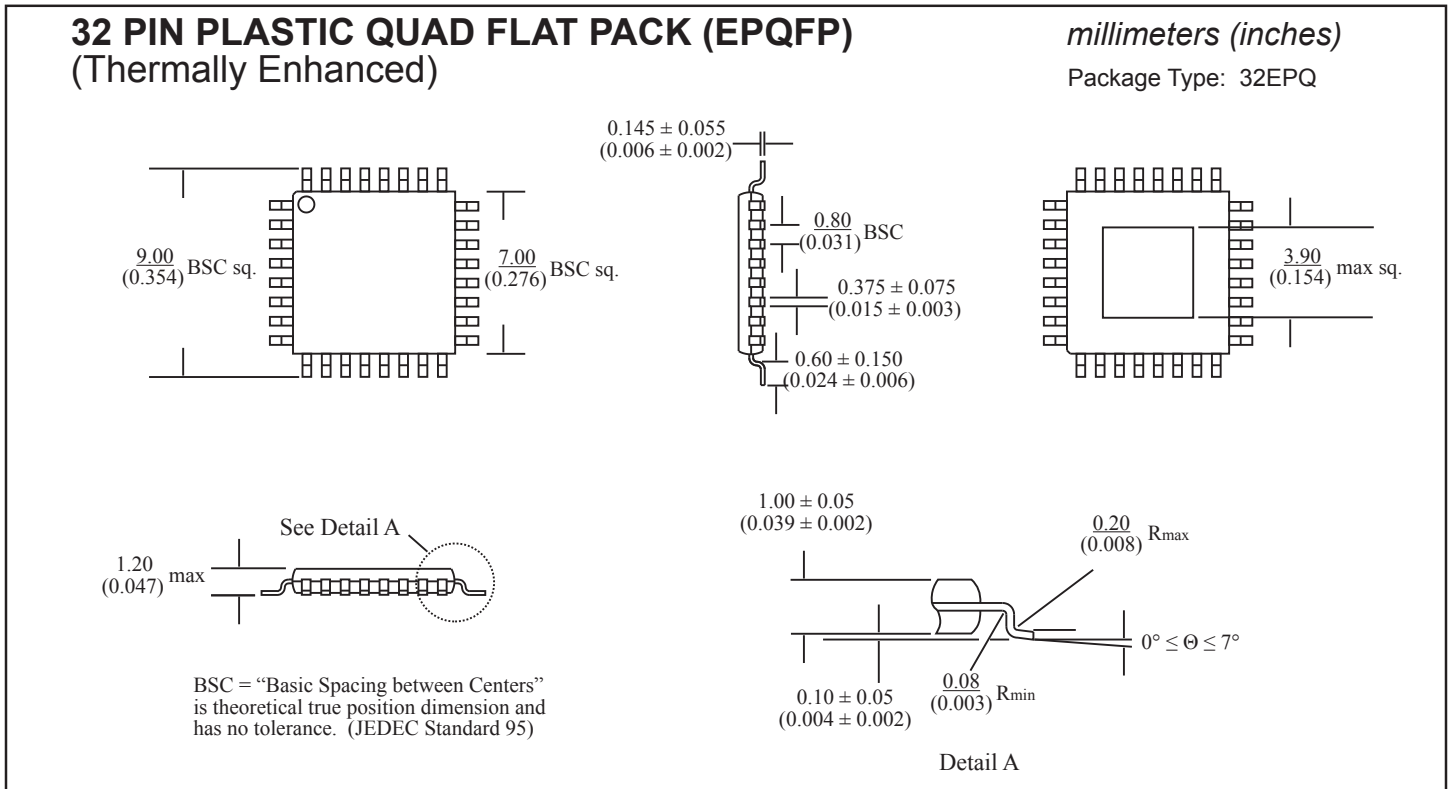 32 PIN PLASTIC QUAD FLAT PACK (EPQFP)
(Thermally Enhanced)
millimeters (inches)
Package Type: 32EPQ
0.145 ± 0.055
(0.006 ± 0.002)
9.00
(0.354) BSC sq.
7.00
(0.276) BSC sq.
0.80
(0.031) BSC
0.375 ± 0.075
(0.015 ± 0.003)
0.60 ± 0.150
(0.024 ± 0.006)
3.90
(0.154) max sq.
See Detail A
1.20
(0.047) max
BSC = “Basic Spacing between Centers”
is theoretical true position dimension and
has no tolerance. (JEDEC Standard 95)
1.00 ± 0.05
(0.039 ± 0.002)
0.20
(0.008) Rmax
0° ≤ Θ ≤ 7°
0.10 ± 0.05
(0.004 ± 0.002)
0.08
(0.003) Rmin
Detail A